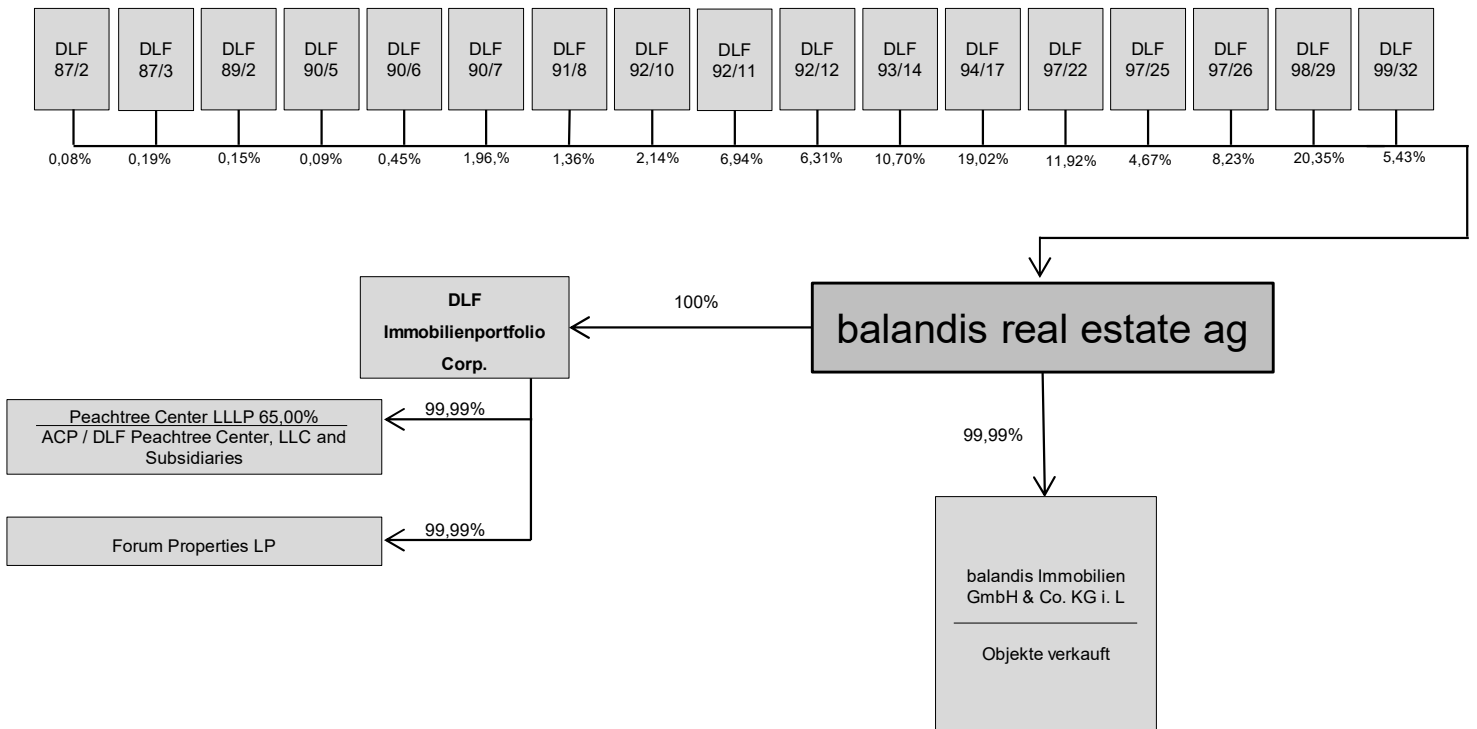 DLF
87/2
DLF
87/3
DLF
89/2
DLF
90/5
DLF
90/6
DLF
90/7
DLF
91/8
DLF
92/10
DLF
92/11
DLF
92/12
DLF
93/14
DLF
94/17
DLF
97/22
DLF
97/25
DLF
97/26
DLF
98/29
DLF
99/32
0,08%
0,19%
0,15%
0,09%
0,45%
1,96,%
1,36%
2,14%
6,94%
6,31%
10,70%
19,02%
11,92%
4,67%
8,23%
20,35%
5,43%
DLF
Immobilienportfolio
Corp.
100%
balandis real estate ag
Peachtree Center LLLP 65,00%
ACP / DLF Peachtree Center, LLC and
Subsidiaries
99,99%
Forum Properties LP
99,99%
99,99%
balandis Immobilien
GmbH & Co. KG i. L
Objekte verkauft